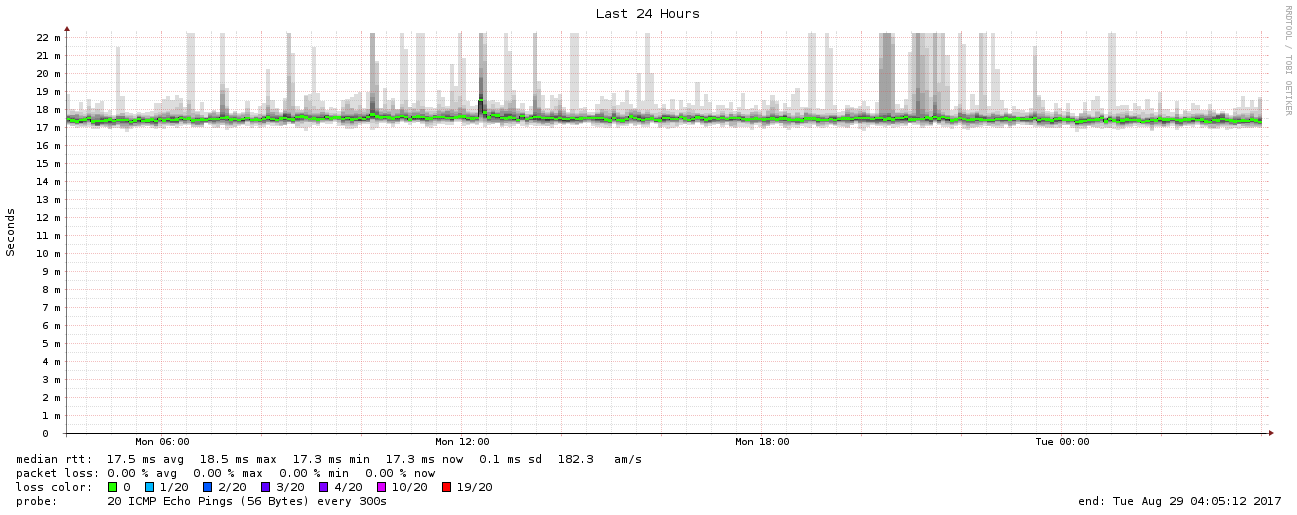 Last 24 Hours
RRDTOOL / TOBI OETIKER
22 m
21 m
20 m
19 m
18 m
17 m
16 m
15 m
14 m
13 m
12 m
11 m
10 m
9 m
8 m
7 m
6 m
5 m
4 m
3 m
2 m
1 m
0
Seconds
Mon 06:00 Mon 12:00 Mon 18:00 Tue 00:00
median rtt: 17.5 ms avg 18.5 ms max 17.3 ms min 17.3 ms now 0.1 ms sd 182.3 am/s
packet loss: 0.00 % avg 0.00 % max 0.00 % min 0.00 % now
loss color: 0 1/20 2/20 3/20 4/20 10/20 19/20
probe: 20 ICMP Echo Pings (56 Bytes) every 300s end: Tue Aug 29 04:05:12 2017